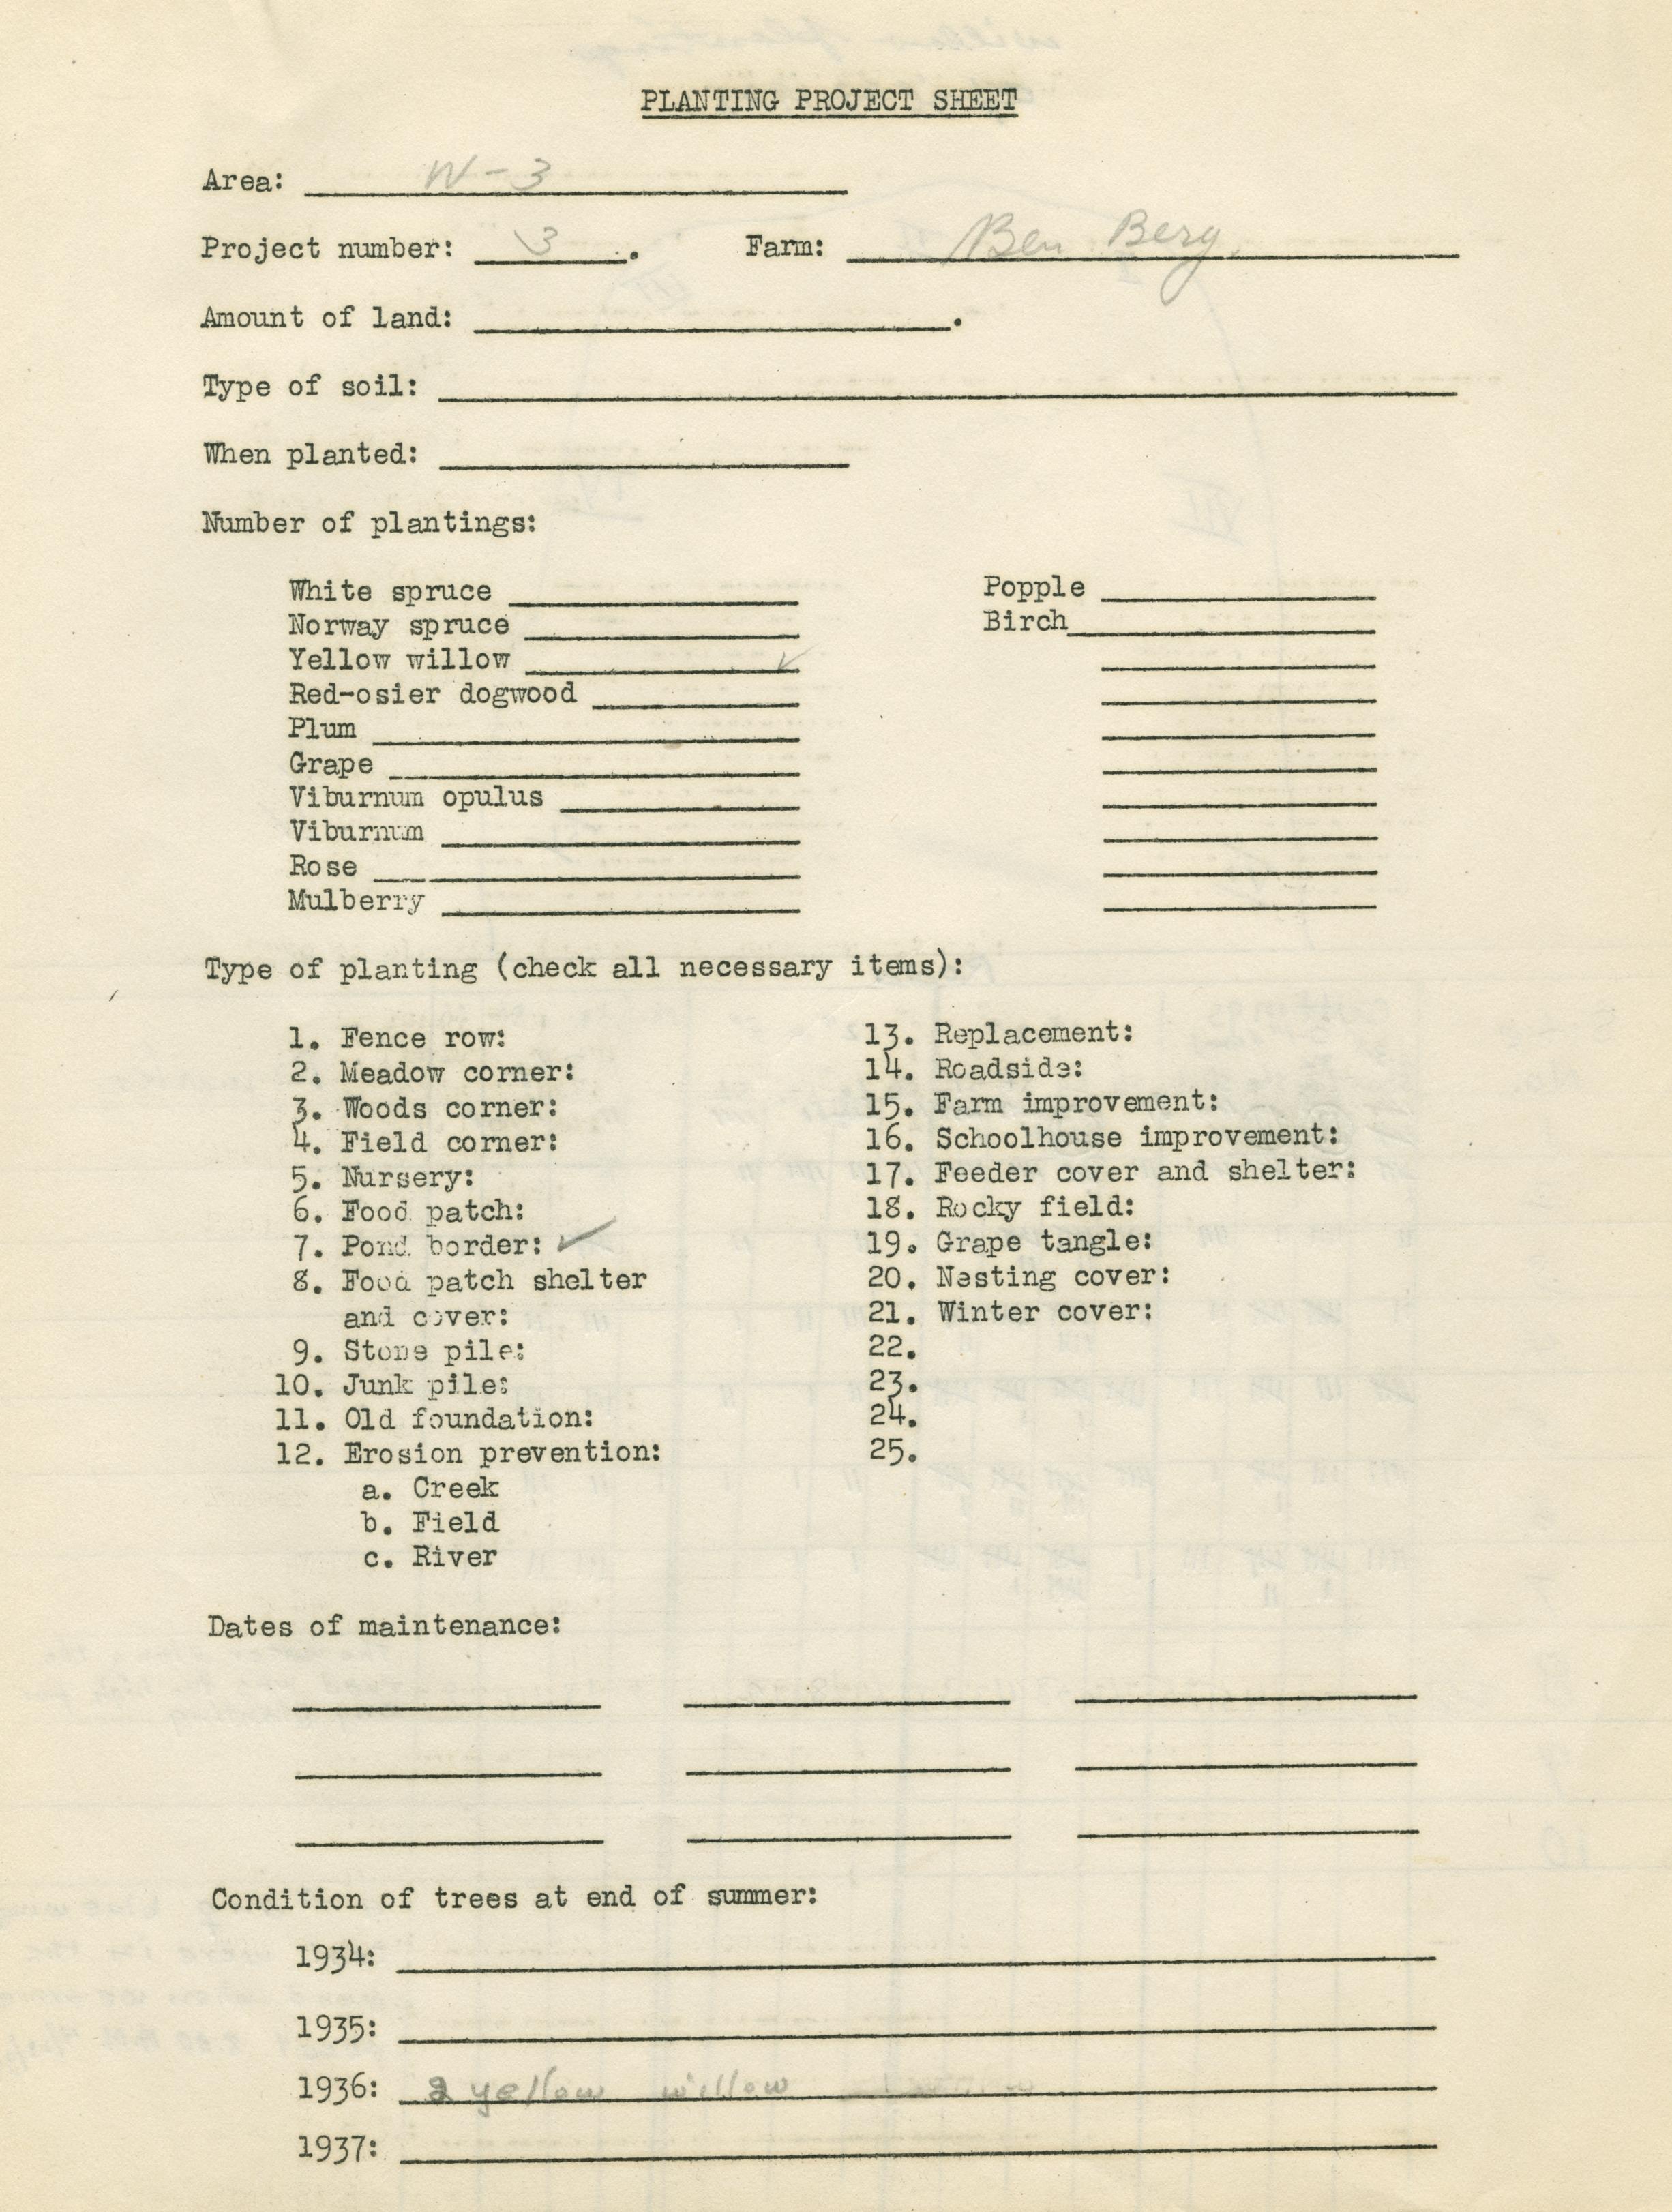 PLANTING PROJECT SHEET
Area: W-3
Project number: 3 . Farm: Ben Berg.
Amount of land: .
Type of soil:
When planted:
Number of plantings:
White spruce Popple
Norway spruce Birch
Yellow willow ✓
Red-osier dogwood
Plum
Grape
Viburnum opulus
Viburnum
Rose
Mulberry
Type of planting (check all necessary items):
1. Fence row:
2. Meadow corner:
3. Woods corner:
4. Field corner:
5. Nursery:
6. Food patch:
7. Pond border: ✓
8. Food patch shelter
and cover:
9. Stone pile:
10. Junk pile:
11. Old foundation:
12. Erosion prevention:
a. Creek
b. Field
c. River
13. Replacement:
14. Roadside:
15. Farm improvement:
16. Schoolhouse improvement:
17. Feeder cover and shelter:
18. Rocky field:
19. Grape tangle:
20. Nesting cover:
21. Winter cover:
22.
23.
24.
25.
Dates of maintenance:
Condition of trees at end of summer:
1934:
1935:
1936: 2 yellow willow
1937: